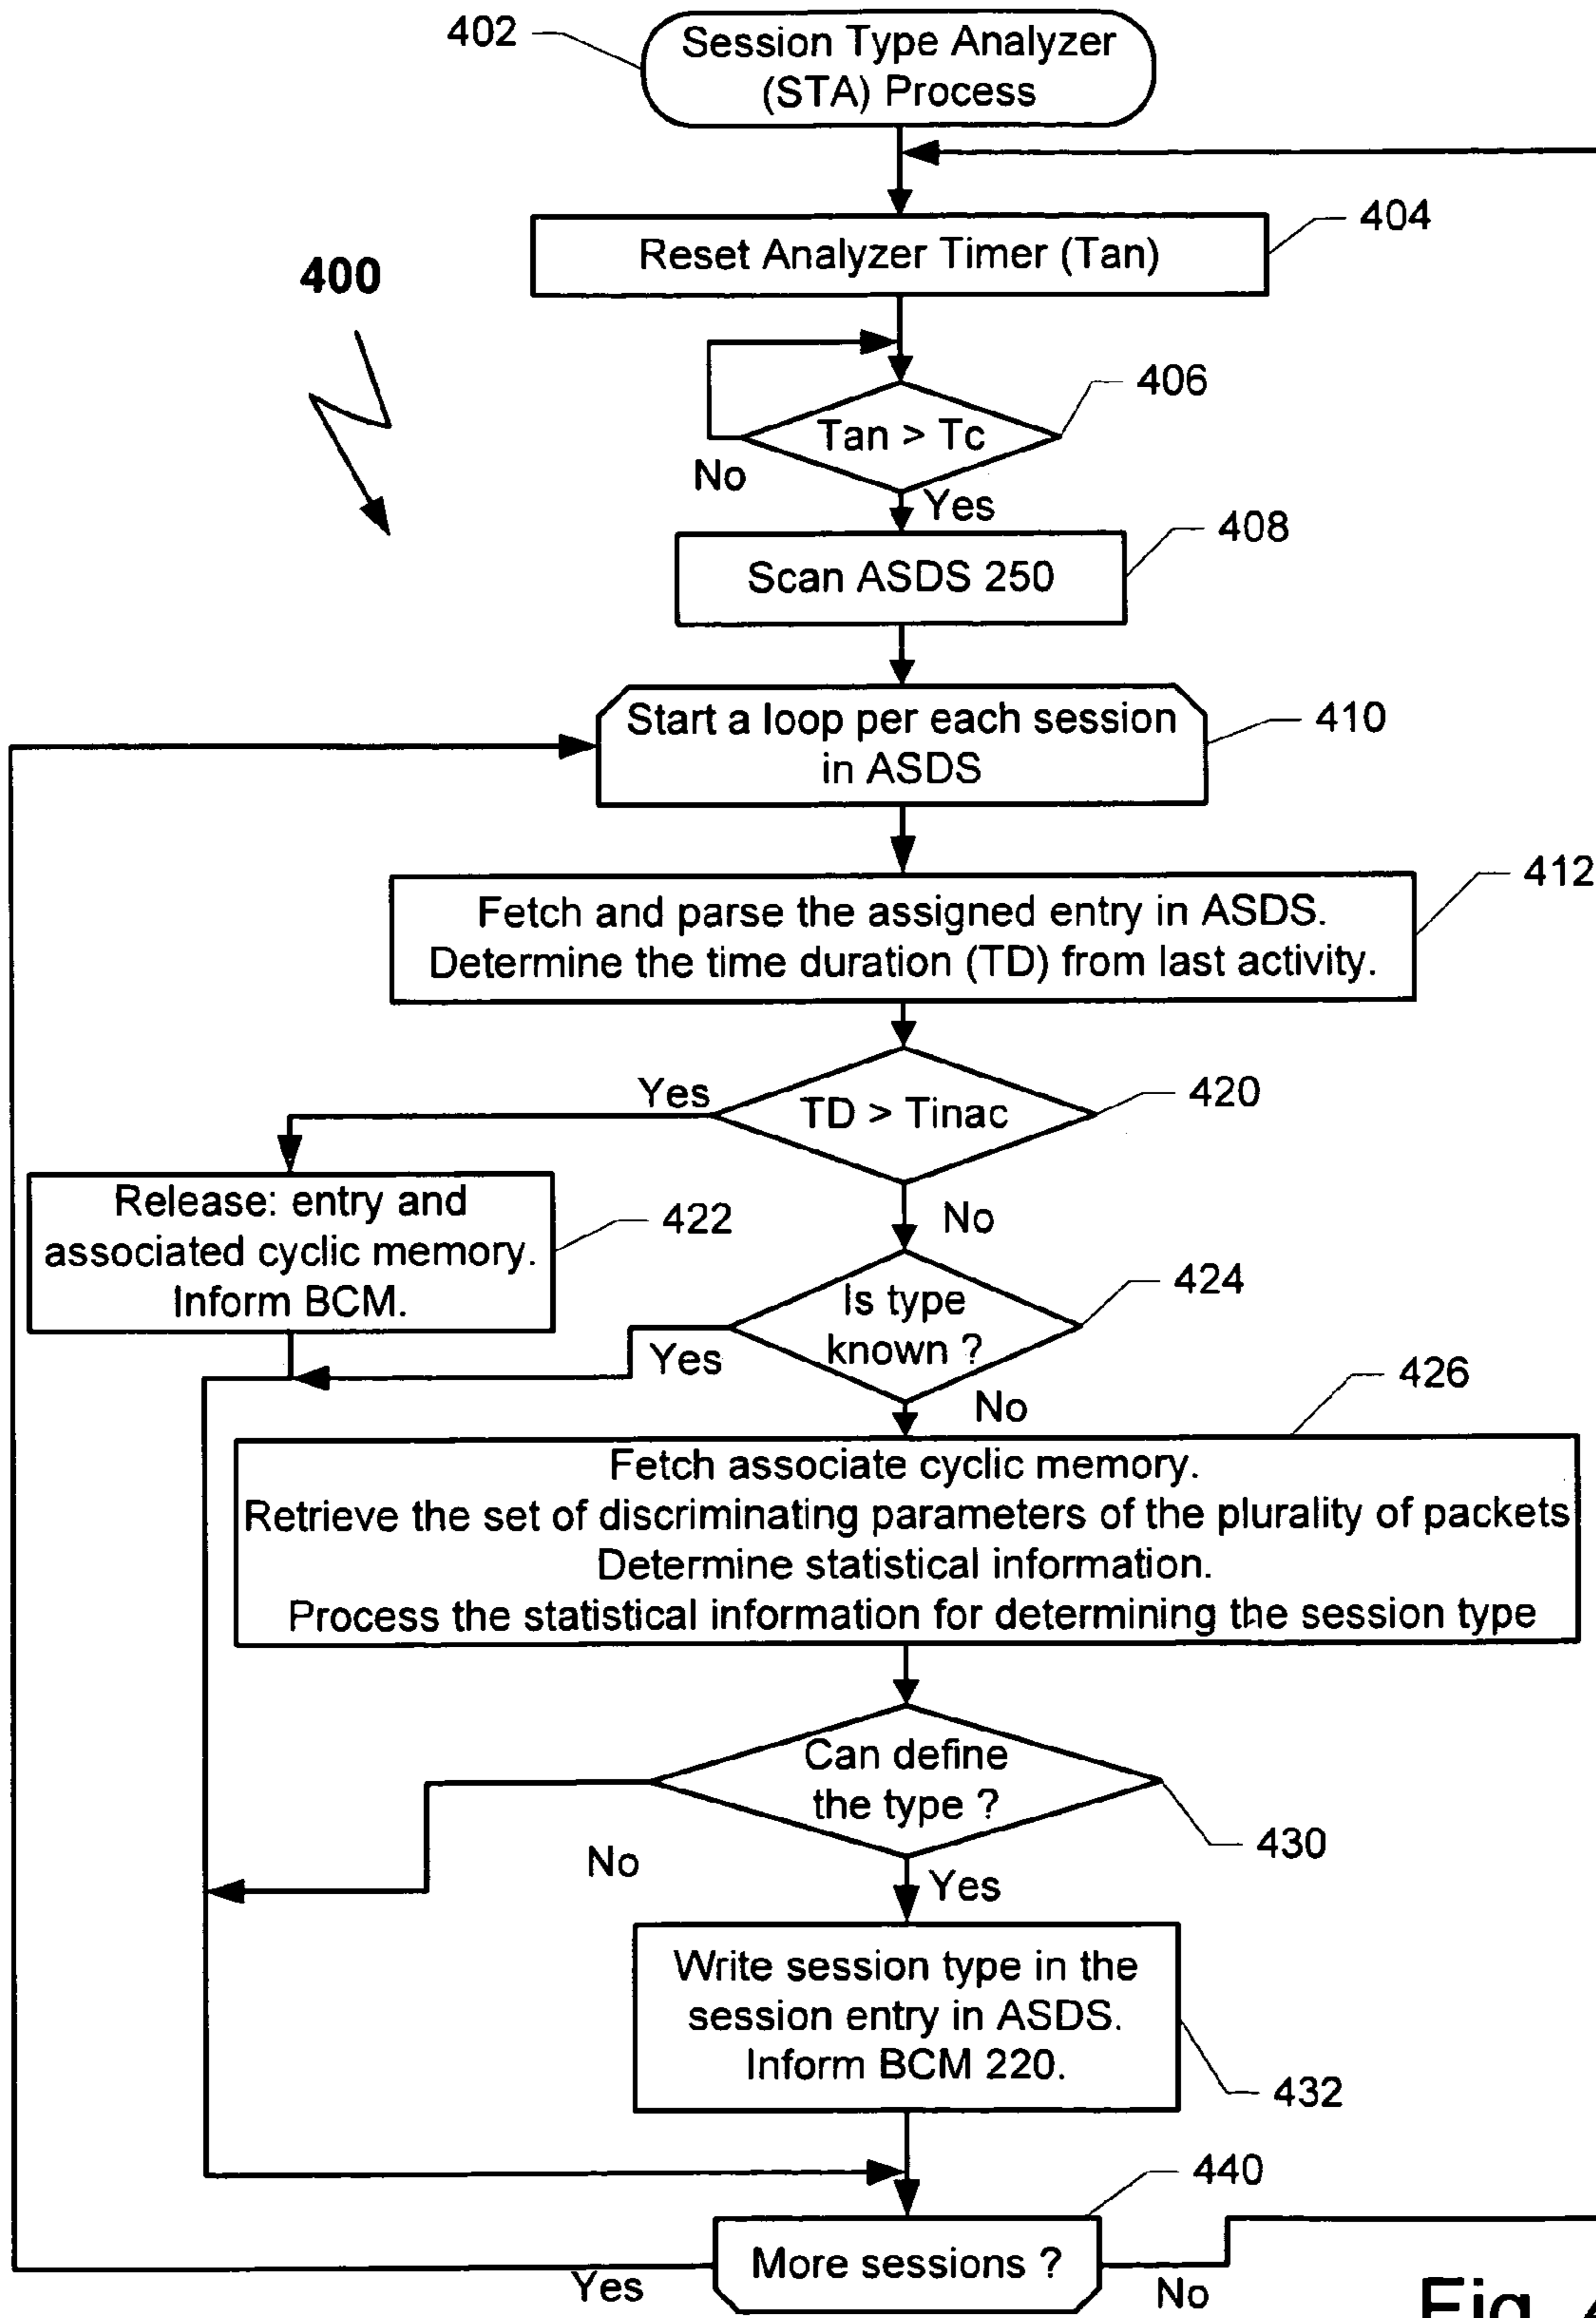 402
Session Type Analyzer
(STA) Process
404
Reset Analyzer Timer (Tan)
400
406
Tan > Tc
No
Yes
408
Scan ASDS 250
Start a loop per each session
in ASDS
410
412
Fetch and parse the assigned entry in ASDS.
Determine the time duration (TD) from last activity.
Yes
TD > Tinac
420
Release: entry and
associated cyclic memory.
Inform BCM.
422
No
424
Is type
known ?
Yes
No
426
Fetch associate cyclic memory.
Retrieve the set of discriminating parameters of the plurality of packets
Determine statistical information.
Process the statistical information for determining the session type
Can define
the type ?
430
No
Yes
Write session type in the
session entry in ASDS.
Inform BCM 220.
432
440
More sessions ?
Yes
No
Fig